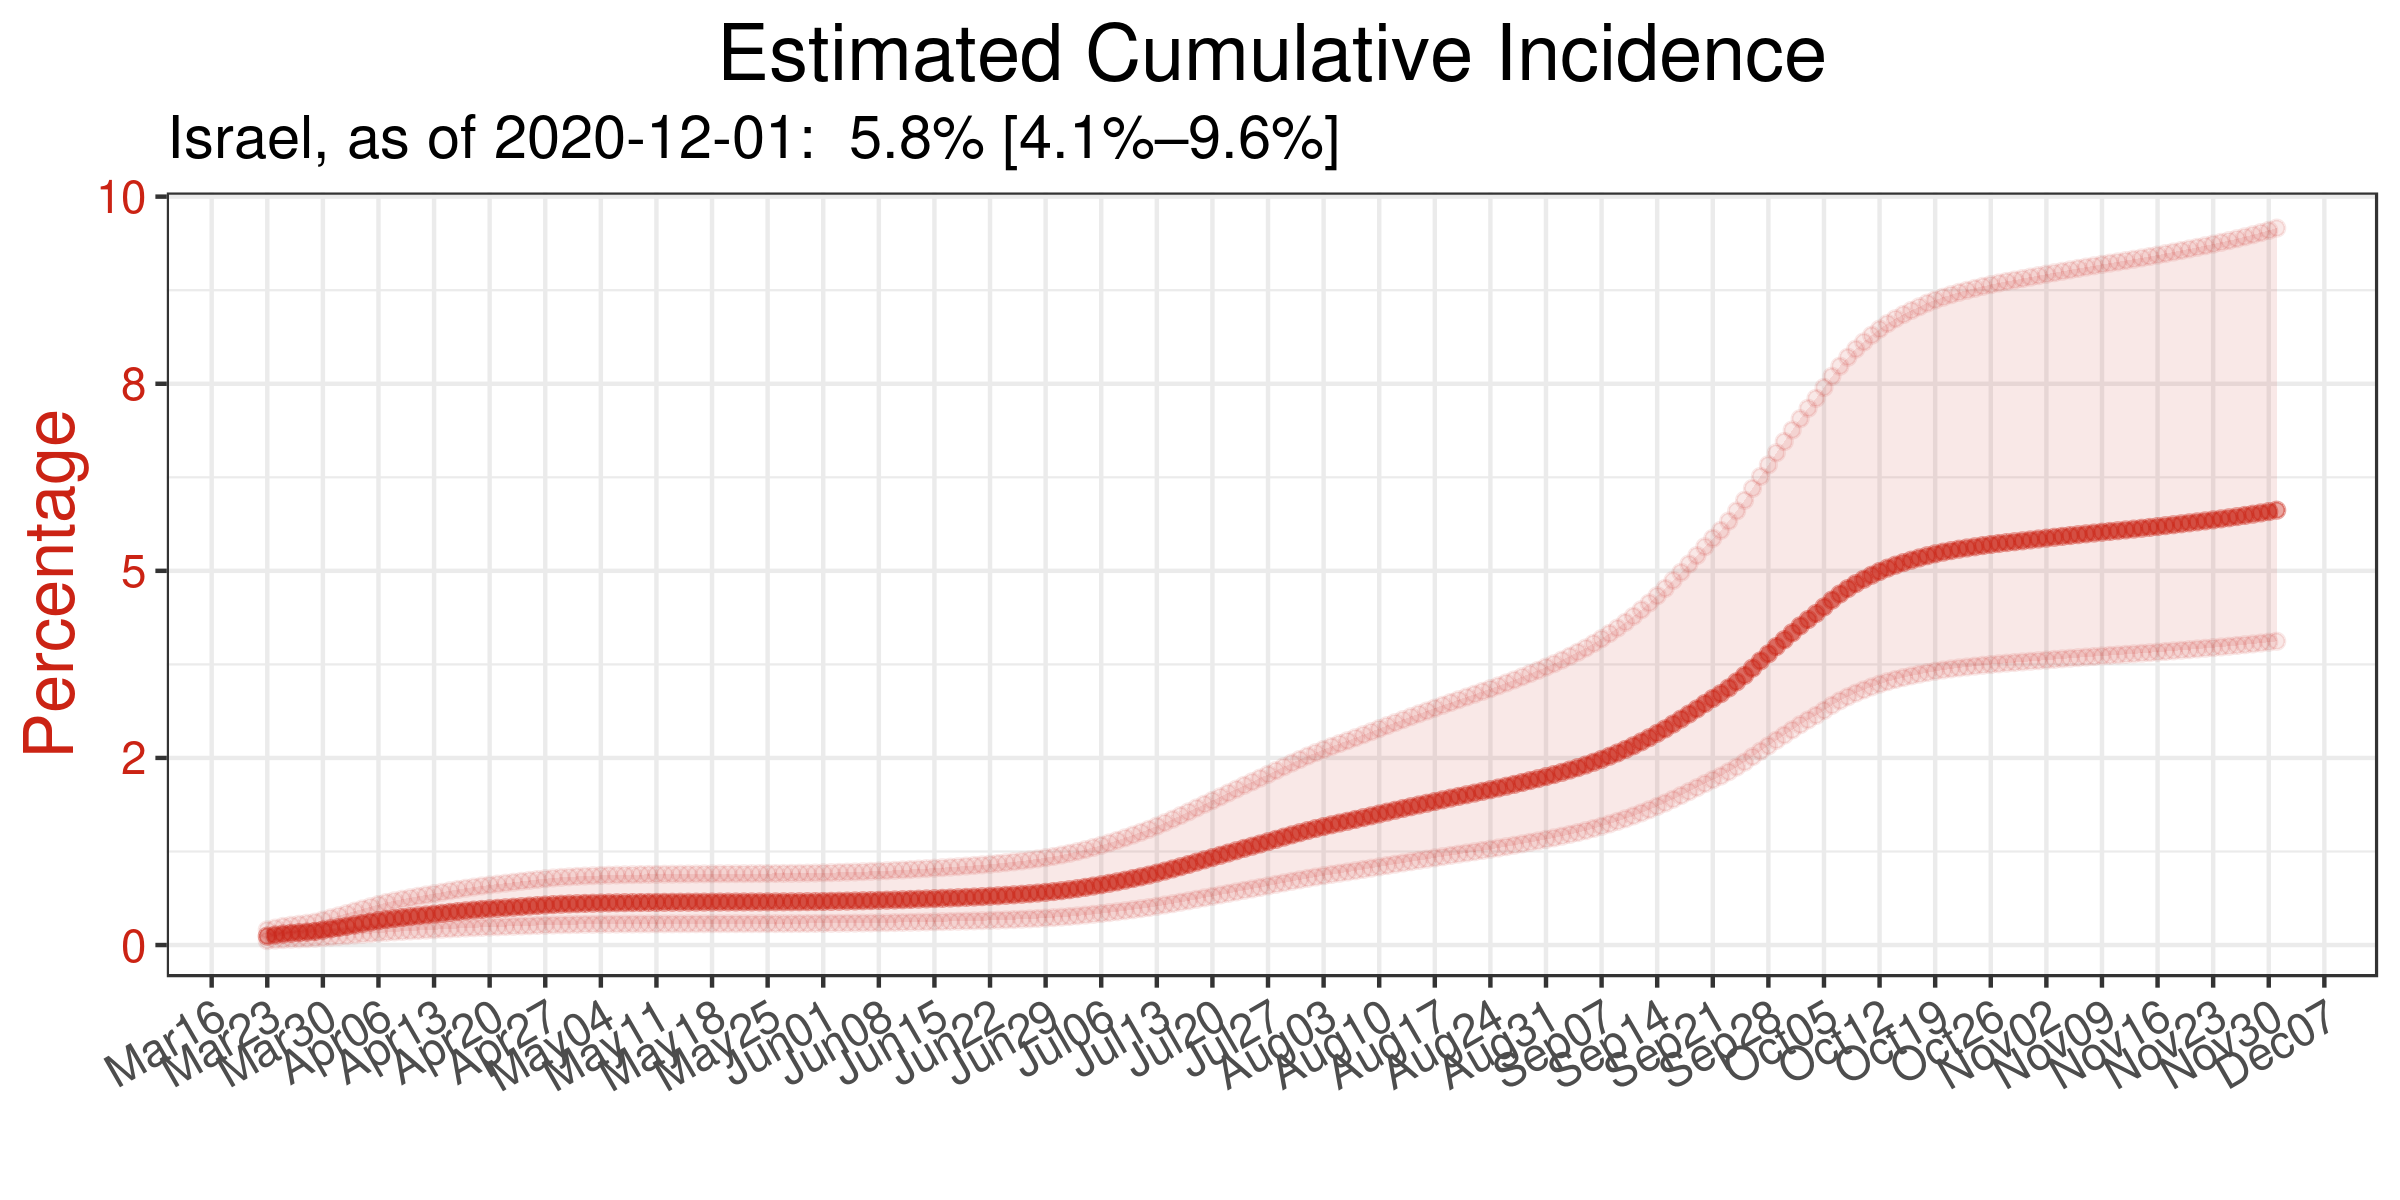 Estimated Cumulative Incidence
Israel, as of 2020-12-01:  5.8% [4.1%–9.6%]
Percentage
10
8
5
2
0
Mar16
Mar23
Mar30
Apr06
Apr13
Apr20
Apr27
May04
May11
May18
May25
Jun01
Jun08
Jun15
Jun22
Jun29
Jul06
Jul13
Jul20
Jul27
Aug03
Aug10
Aug17
Aug24
Aug31
Sep07
Sep14
Sep21
Sep28
Oct05
Oct12
Oct19
Oct26
Nov02
Nov09
Nov16
Nov23
Nov30
Dec07